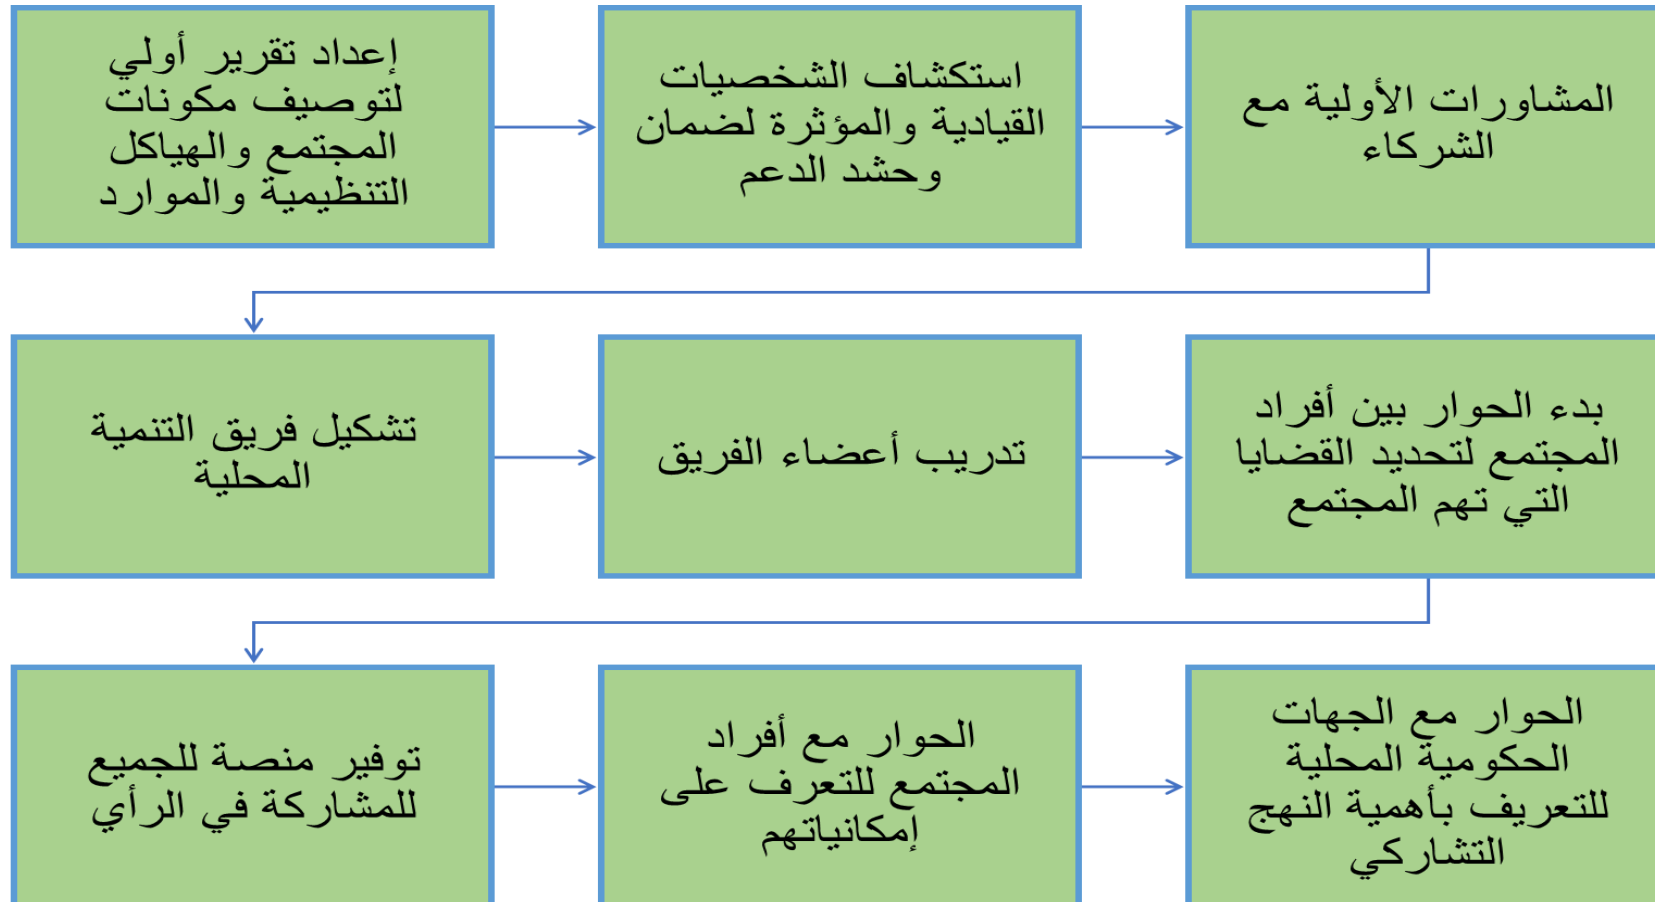 إعداد تقرير أولي
لتوصيف مكونات
المجتمع والهياكل
التنظيمية والموارد
استكشاف الشخصيات
القيادية والمؤثرة لضمان
وحشد الدعم
المشاورات الأولية مع
الشركاء
تشكيل فريق التنمية
المحلية
تدريب أعضاء الفريق
بدء الحوار بين أفراد
المجتمع لتحديد القضايا
التي تهم المجتمع
توفير منصة للجميع
للمشاركة في الرأي
الحوار مع أفراد
المجتمع للتعرف على
إمكانياتهم
الحوار مع الجهات
الحكومية المحلية
للتعريف بأهمية النهج
التشاركي